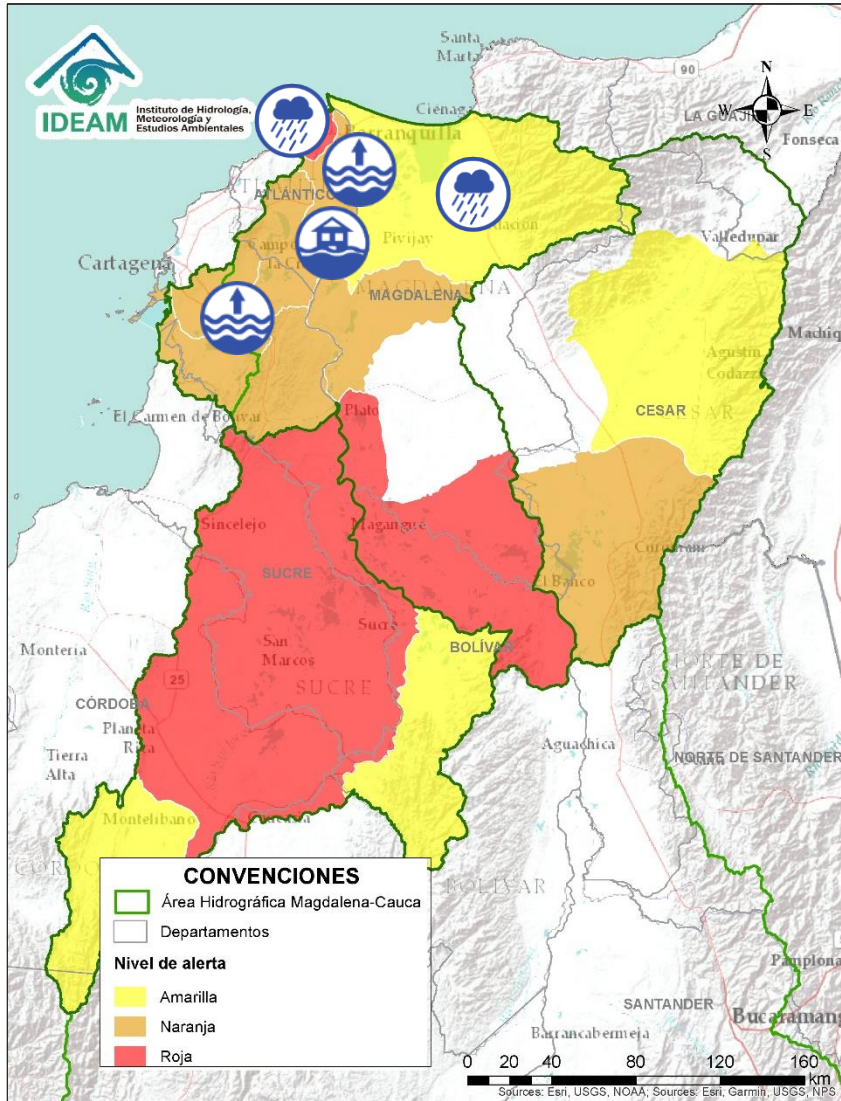 IDEAM
Instituto de Hidrología,
Meteorología y
Estudios Ambientales
Santa
Marta
90
N
E
S
Ciénaga
LA GUAJI
Fonseca
Barranquilla
ATLÁNTICO
Valledupar
Pivijay
Cartagena
MAGDALENA
Machiq
Agustín
Codazzi
CESAR
El Carmen de Bolívar
Plato
Sincelejo
Magangué
SUCRE
El Banco
Sucre
BOLÍVAR
Montería
San
Marcos
NORTE DE
SANTANDER
25
SUCRE
CÓRDOBA
Planeta
Rica
Aguachica
NORTE DE SANTANDER
Tierra
Alta
Montelíbano
BOLÍVAR
CONVENCIONES
Área Hidrográfica Magdalena-Cauca
Departamentos
Nivel de alerta
Amarilla
Naranja
Roja
Pamplona
SANTANDER
Bucaramang
Barrancabermeja
0 20 40 80 120 160
km
Sources: Esri, USGS, NOAA; Sources: Esri, Garmin, USGS, NPS